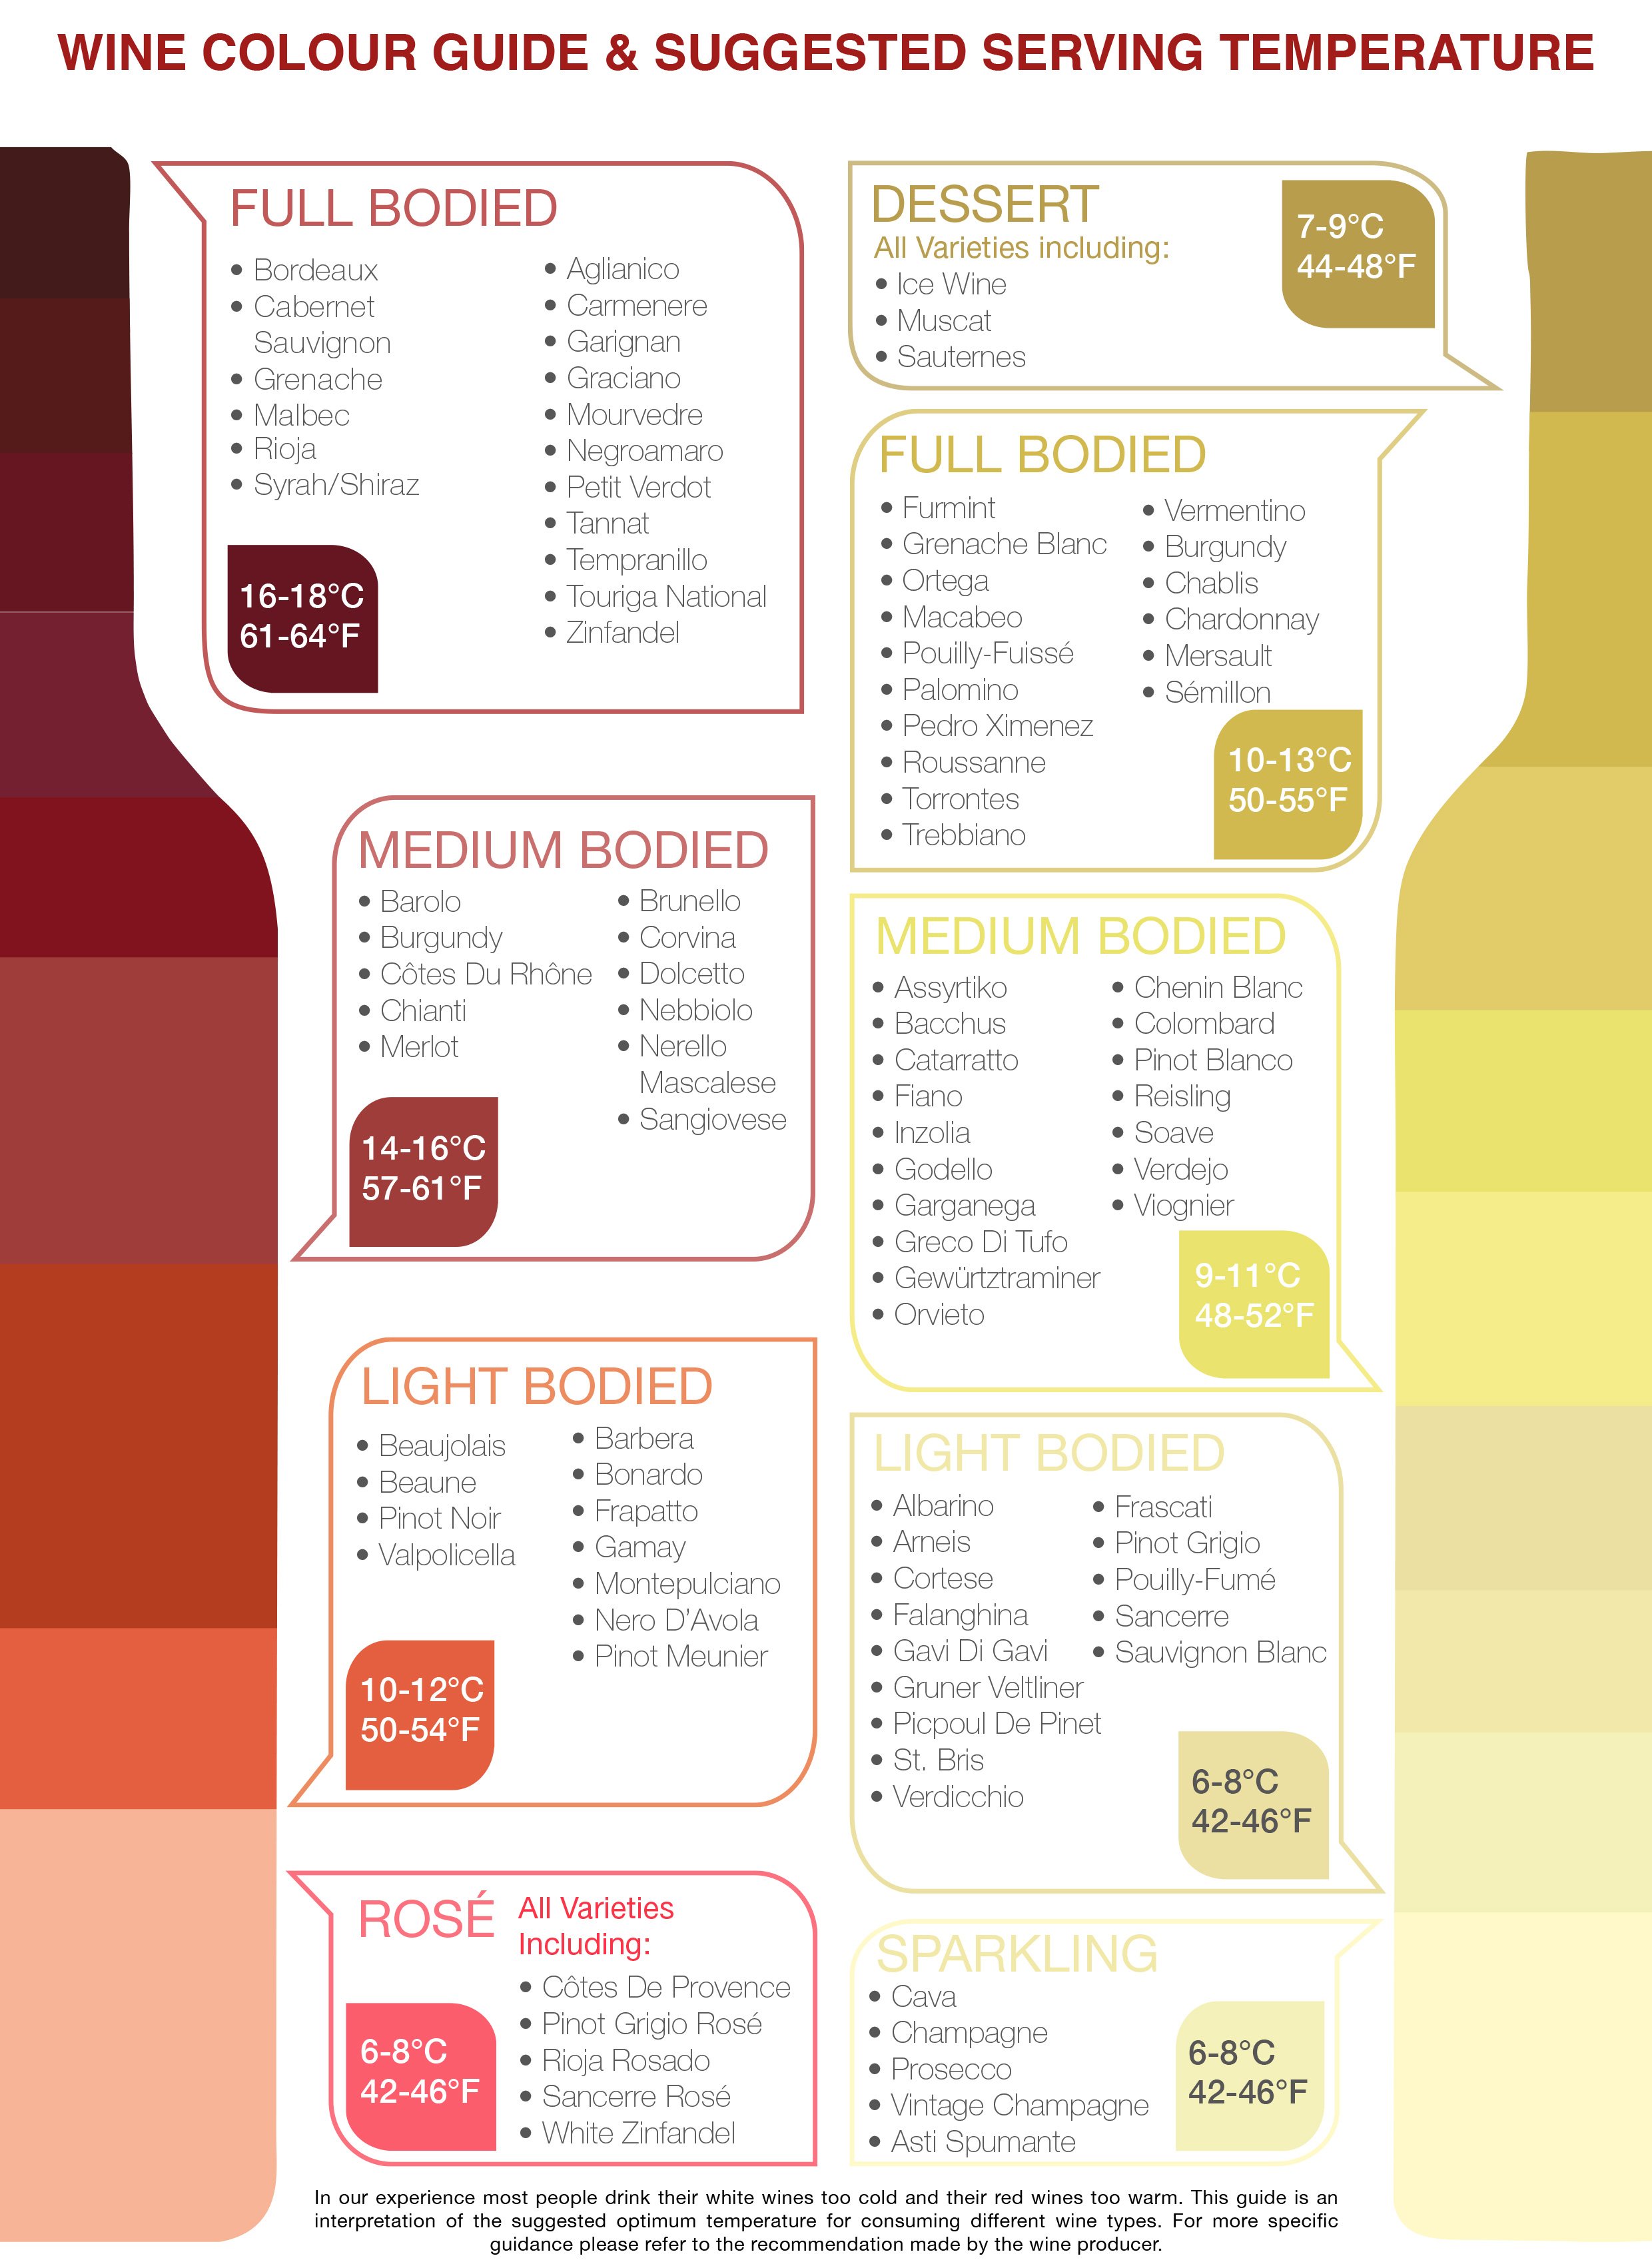 WINE COLOUR GUIDE & SUGGESTED SERVING TEMPERATURE
FULL BODIED
• Bordeaux
• Cabernet
Sauvignon
• Grenache
• Malbec
• Rioja
• Syrah/Shiraz
• Aglianico
• Carmenere
• Garignan
• Graciano
• Mourvedre
• Negroamaro
• Petit Verdot
• Tannat
• Tempranillo
• Touriga National
• Zinfandel
16-18°C
61-64°F
MEDIUM BODIED
• Barolo
• Burgundy
• Côtes Du Rhône
• Chianti
• Merlot
• Brunello
• Corvina
• Dolcetto
• Nebbiolo
• Nerello
Mascalese
• Sangiovese
14-16°C
57-61°F
LIGHT BODIED
• Beaujolais
• Beaune
• Pinot Noir
• Valpolicella
• Barbera
• Bonardo
• Frapatto
• Gamay
• Montepulciano
• Nero D'Avola
• Pinot Meunier
10-12°C
50-54°F
ROSÉ
All Varieties
Including:
• Côtes De Provence
• Pinot Grigio Rosé
• Rioja Rosado
• Sancerre Rosé
• White Zinfandel
6-8°C
42-46°F
DESSERT
All Varieties including:
• Ice Wine
• Muscat
• Sauternes
7-9°C
44-48°F
FULL BODIED
• Furmint
• Grenache Blanc
• Ortega
• Macabeo
• Pouilly-Fuissé
• Palomino
• Pedro Ximenez
• Roussanne
• Torrontes
• Trebbiano
• Vermentino
• Burgundy
• Chablis
• Chardonnay
• Mersault
• Sémillon
10-13°C
50-55°F
MEDIUM BODIED
• Assyrtiko
• Bacchus
• Catarratto
• Fiano
• Inzolia
• Godello
• Garganega
• Greco Di Tufo
• Gewürtztraminer
• Orvieto
• Chenin Blanc
• Colombard
• Pinot Blanco
• Reisling
• Soave
• Verdejo
• Viognier
9-11°C
48-52°F
LIGHT BODIED
• Albarino
• Arneis
• Cortese
• Falanghina
• Gavi Di Gavi
• Gruner Veltliner
• Picpoul De Pinet
• St. Bris
• Verdicchio
• Frascati
• Pinot Grigio
• Pouilly-Fumé
• Sancerre
• Sauvignon Blanc
6-8°C
42-46°F
SPARKLING
• Cava
• Champagne
• Prosecco
• Vintage Champagne
• Asti Spumante
6-8°C
42-46°F
In our experience most people drink their white wines too cold and their red wines too warm. This guide is an
interpretation of the suggested optimum temperature for consuming different wine types. For more specific
guidance please refer to the recommendation made by the wine producer.